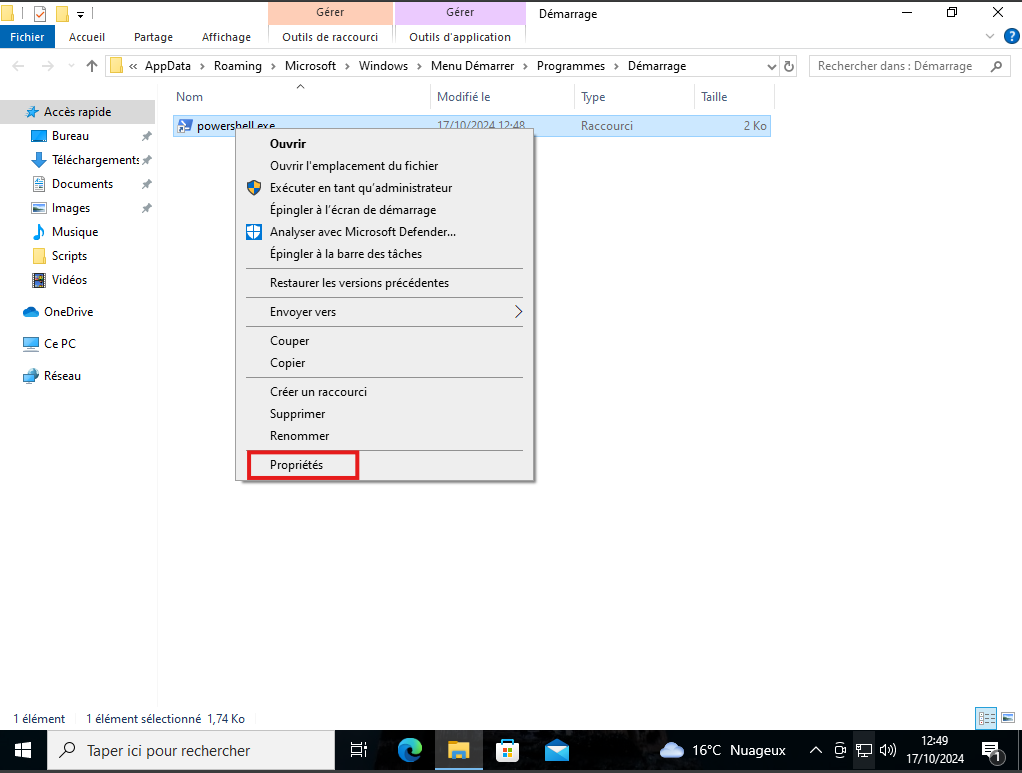 Gérer
Gérer
Démarrage
Fichier
Accueil
Partage
Affichage
Outils de raccourci
Outils d'application
?
« AppData > Roaming > Microsoft > Windows > Menu Démarrer > Programmes > Démarrage
Rechercher dans : Démarrage
Nom
Modifié le
Type
Taille
Accès rapide
Bureau
Téléchargements
Documents
Images
Musique
Scripts
Vidéos
OneDrive
Ce PC
Réseau
powershell.exe
17/10/2024 12:48
Raccourci
2 Ko
Ouvrir
Ouvrir l'emplacement du fichier
Exécuter en tant qu'administrateur
Épingler à l'écran de démarrage
Analyser avec Microsoft Defender...
Épingler à la barre des tâches
Restaurer les versions précédentes
Envoyer vers
Couper
Copier
Créer un raccourci
Supprimer
Renommer
Propriétés
1 élément
1 élément sélectionné 1,74 Ko
Taper ici pour rechercher
16°C Nuageux
12:49
17/10/2024
1